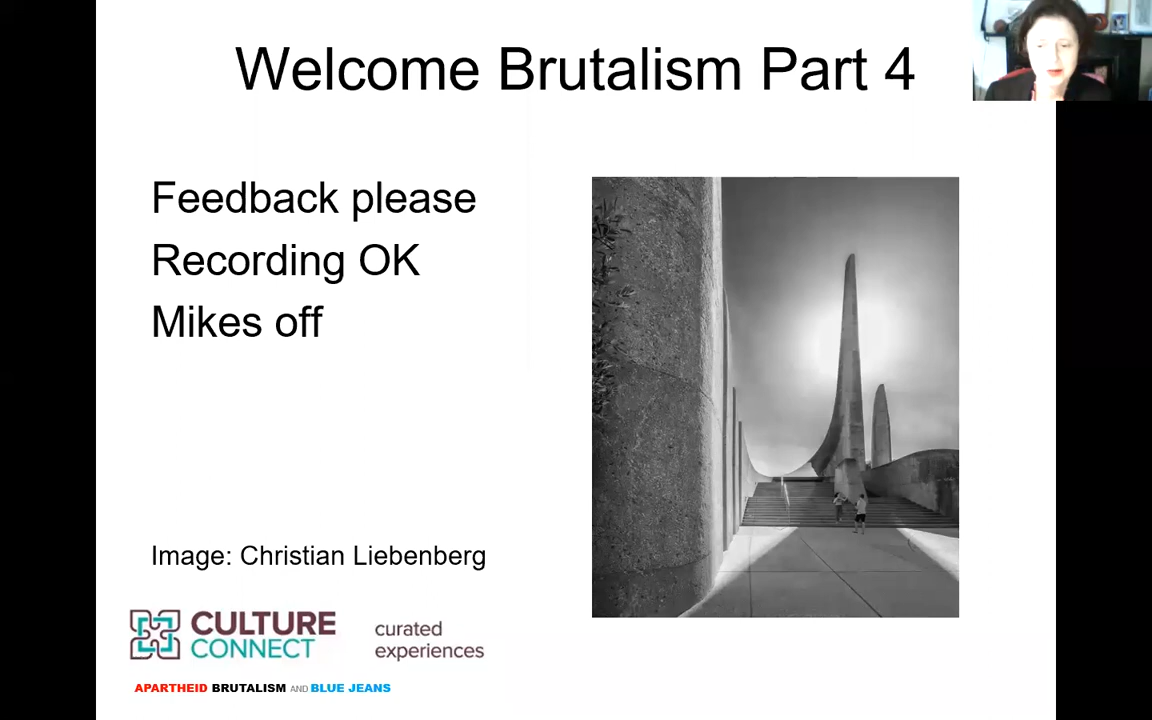 Welcome Brutalism Part 4
Feedback please
Recording OK
Mikes off
Image: Christian Liebenberg
CULTURE
CONNECT
curated
experiences
APARTHEID BRUTALISM AND BLUE JEANS